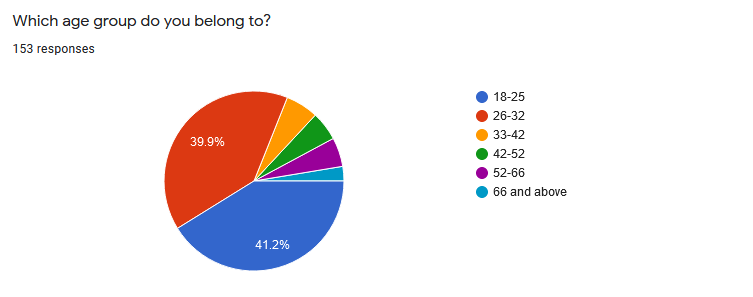 Which age group do you belong to?
153 responses
39.9%
41.2%
18-25
26-32
33-42
42-52
52-66
66 and above